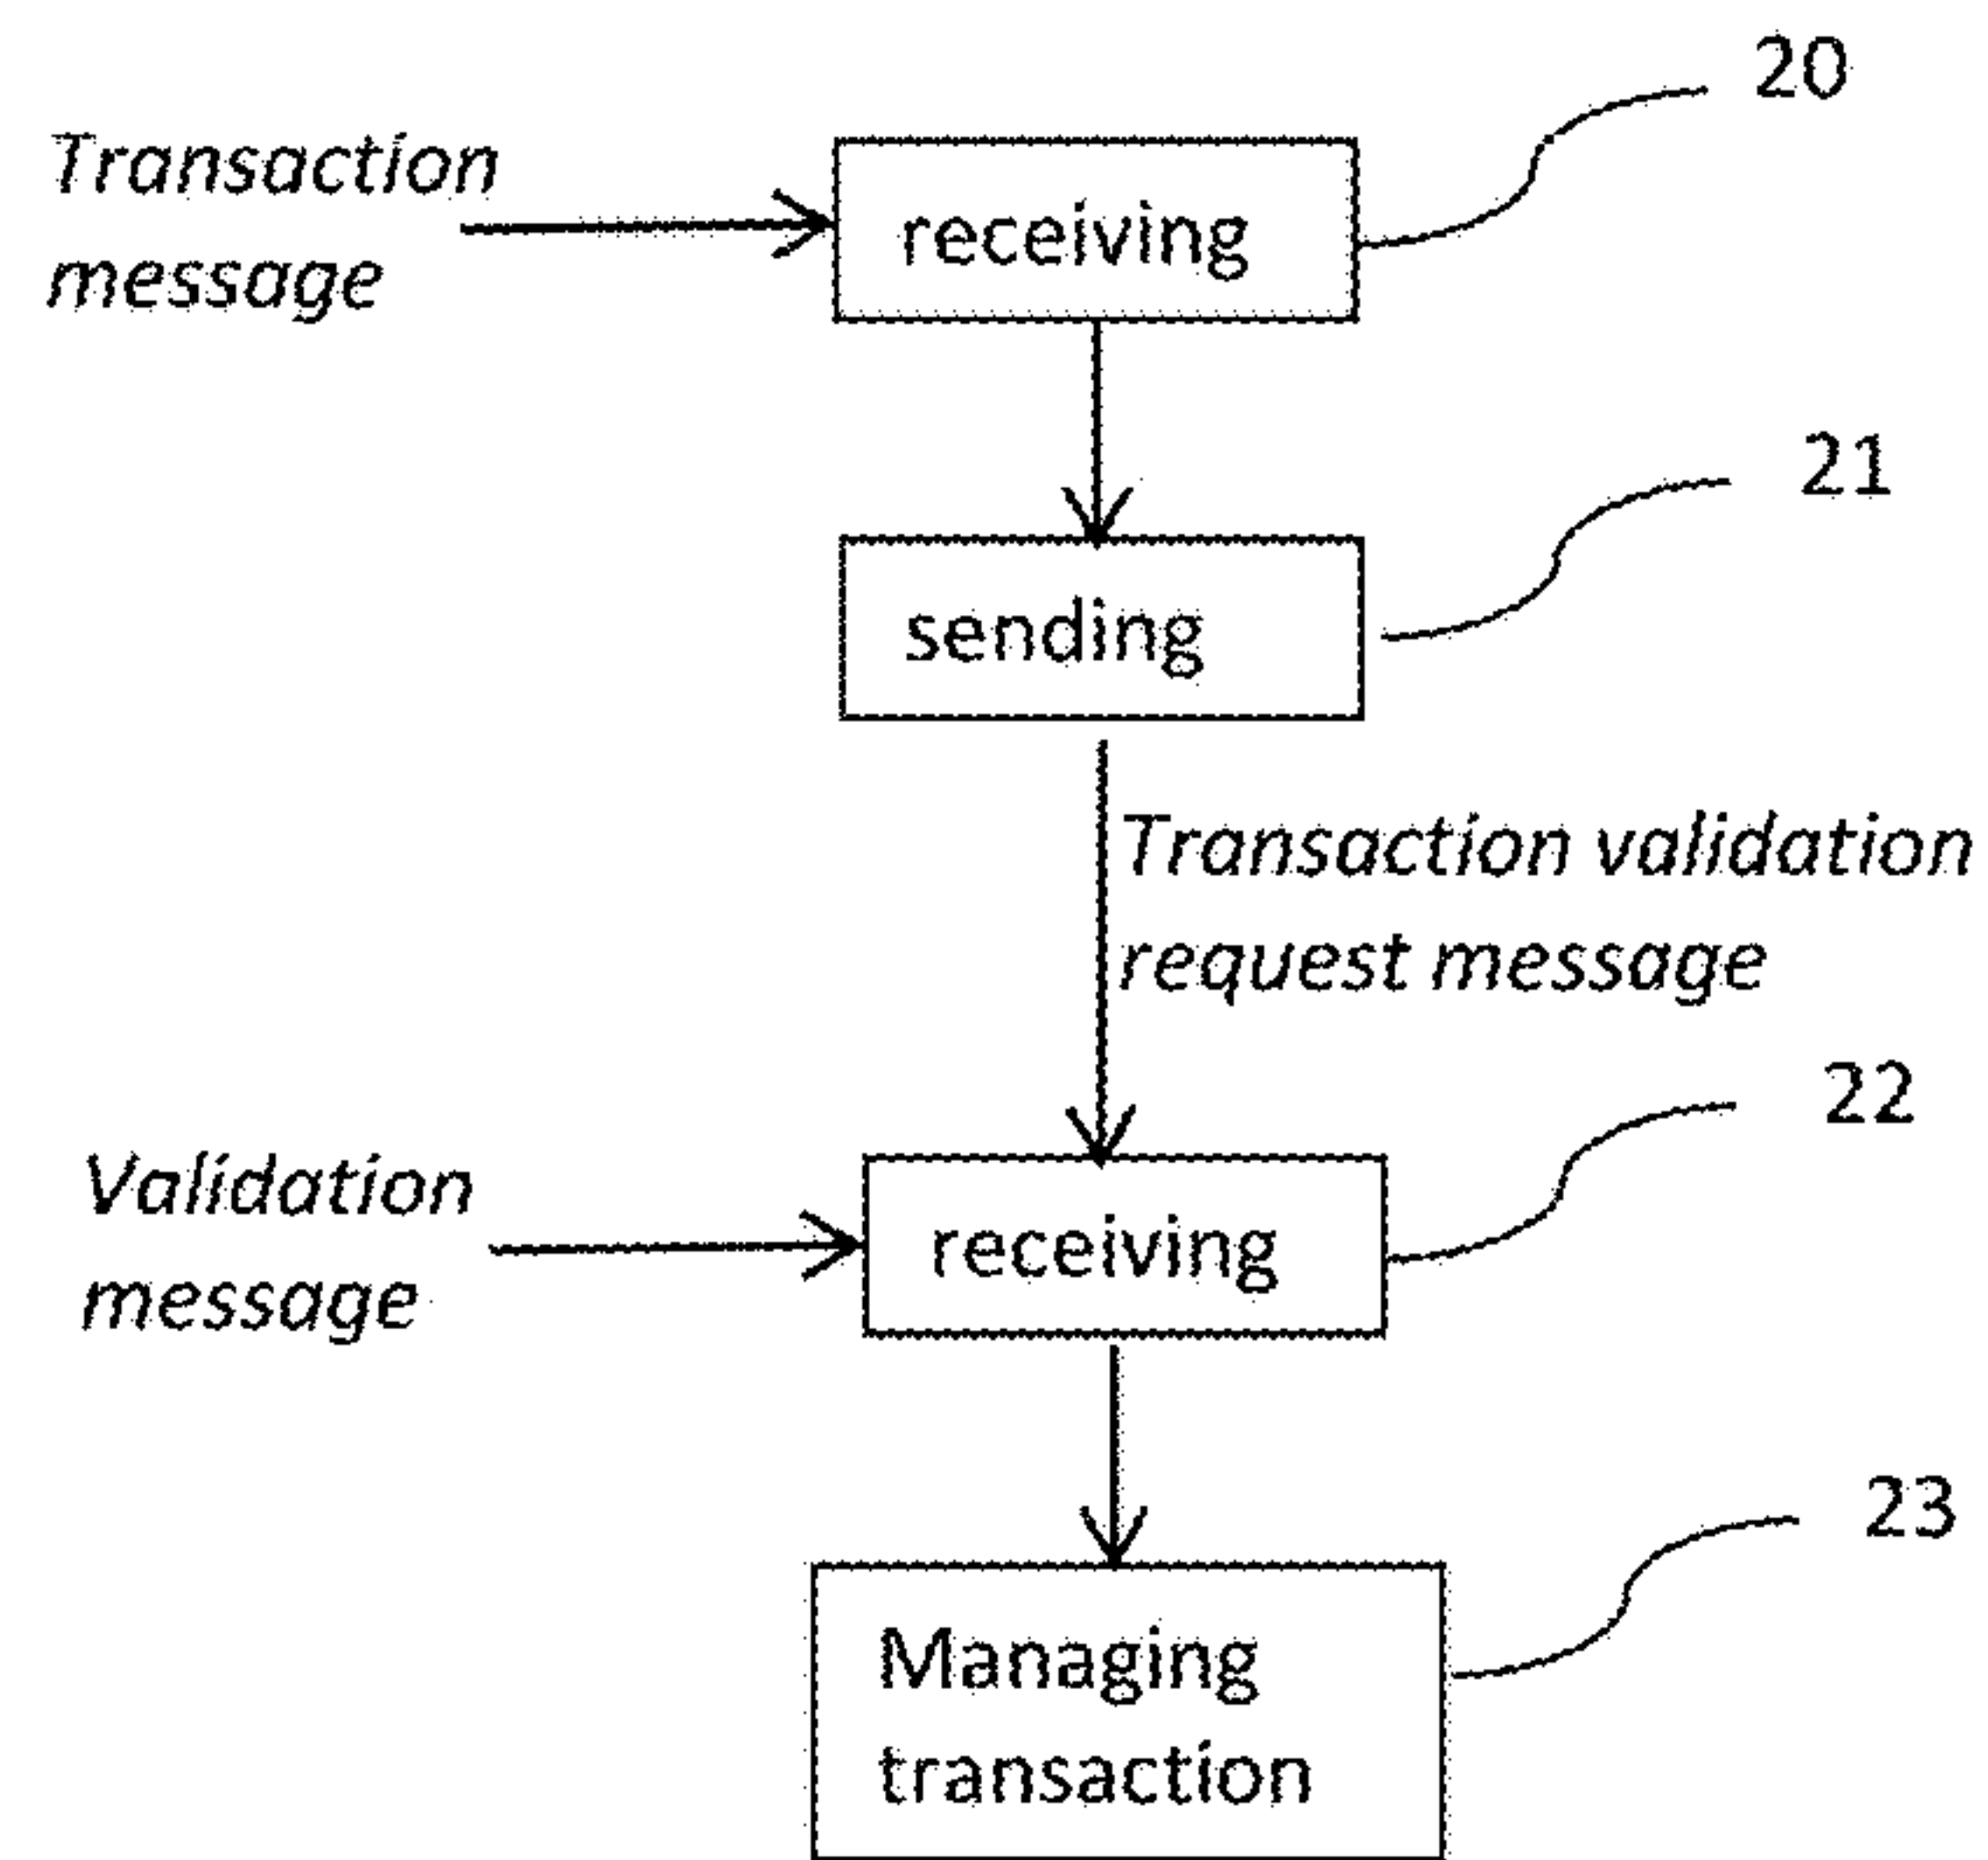 20
Transaction
message
receiving
21
sending
Transaction validation
request message
22
Validation
message
receiving
23
Managing
transaction